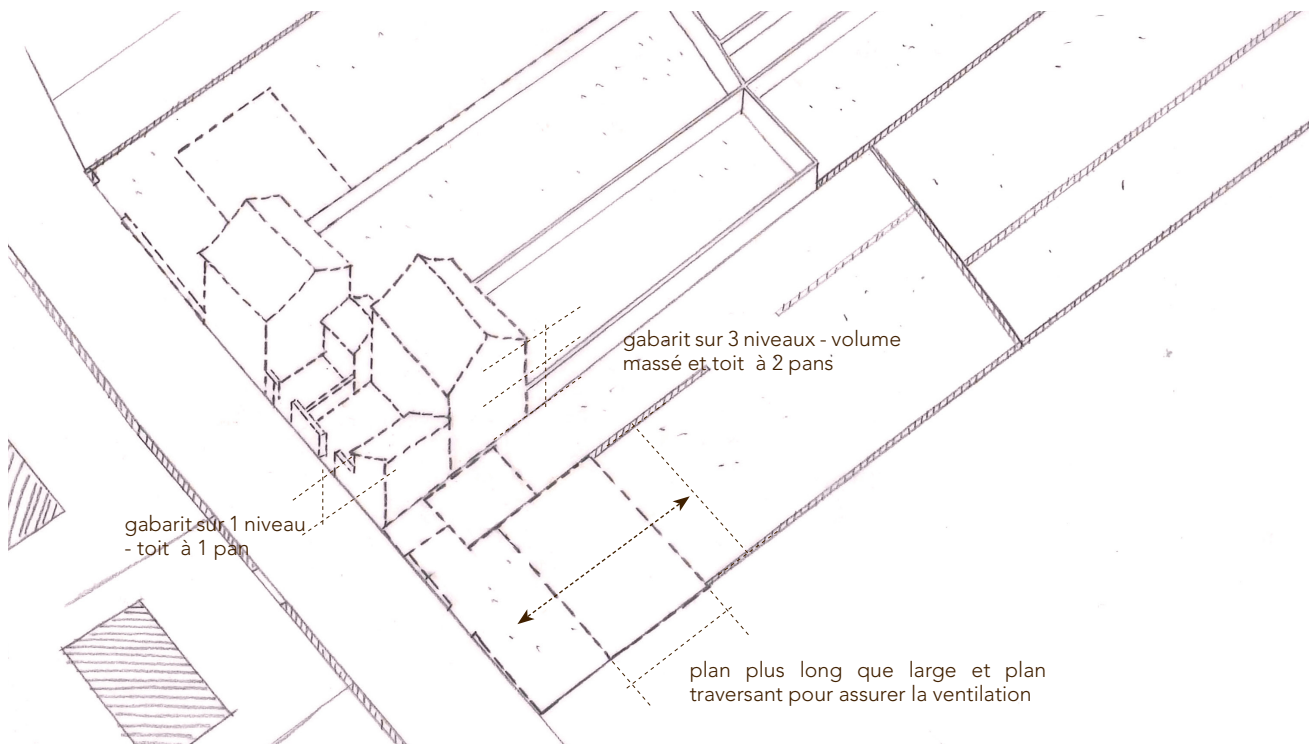 gabarit sur 3 niveaux - volume
massé et toit à 2 pans
gabarit sur 1 niveau
- toit à 1 pan
plan plus long que large et plan
traversant pour assurer la ventilation